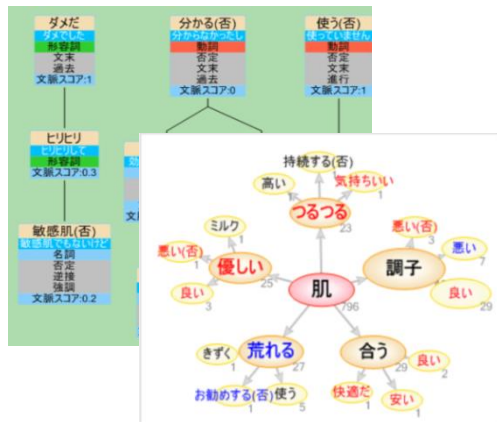 ダメだ
ダメでした
形容詞
文末
過去
文脈スコア:1
ヒリヒリ
ヒリヒリして
形容詞
文脈スコア:0.3
敏感肌(否)
敏感肌でもないけど
名詞
否定
逆接
強調
文脈スコア:0.2
分かる(否)
分からなかったし
動詞
否定
文末
過去
文脈スコア:0
使う(否)
使っていません
動詞
否定
文末
進行
文脈スコア:1
持続する(否)
高い
気持ちいい
1
つるつる
23
ミルク
1
悪い(否)
1
優しい
25
良い
3
肌
796
悪い(否)
3
調子
悪い
7
良い
29
きずく
1
荒れる
27
お勧めする(否)
1
使う
5
合う
29
良い
2
快適だ
1
安い
1